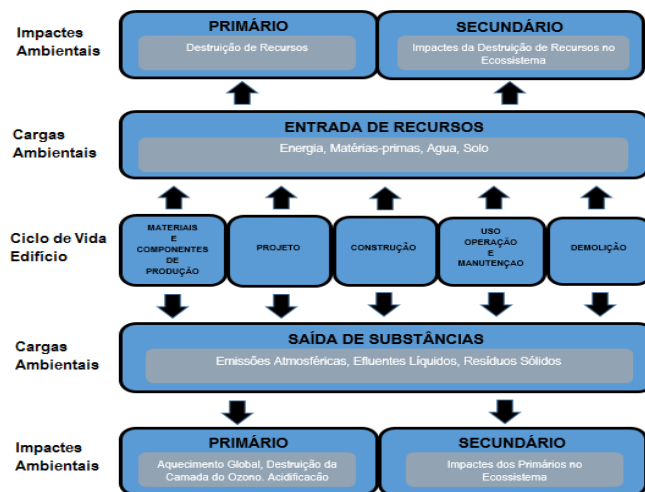 Impactes
Ambientais
PRIMÁRIO
Destruição de Recursos
SECUNDÁRIO
Impactes da Destruição de Recursos no
Ecossistema
Cargas
Ambientais
ENTRADA DE RECURSOS
Energia, Matérias-primas, Agua, Solo
Ciclo de Vida
Edifício
MATERIAIS
E
COMPONENTES
DE
PRODUÇÃO
PROJETO
CONSTRUÇÃO
USO
OPERAÇÃO
E
MANUTENÇAO
DEMOLIÇÃO
Cargas
Ambientais
SAÍDA DE SUBSTÂNCIAS
Emissões Atmosféricas, Efluentes Líquidos, Resíduos Sólidos
Impactes
Ambientais
PRIMÁRIO
Aquecimento Global, Destruição da
Camada do Ozono. Acidificacão
SECUNDÁRIO
Impactes dos Primários no
Ecossistema